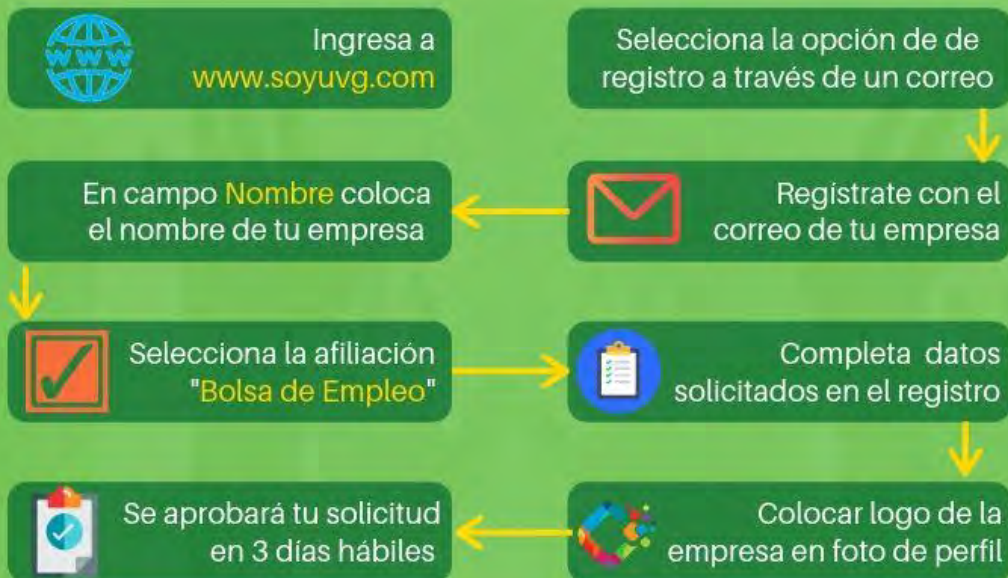 Ingresa a
www.soyuvg.com
Selecciona la opción de de
registro a través de un correo
Regístrate con el
correo de tu empresa
En campo Nombre coloca
el nombre de tu empresa
Selecciona la afiliación
"Bolsa de Empleo"
Completa datos
solicitados en el registro
Colocar logo de la
empresa en foto de perfil
Se aprobará tu solicitud
en 3 días hábiles